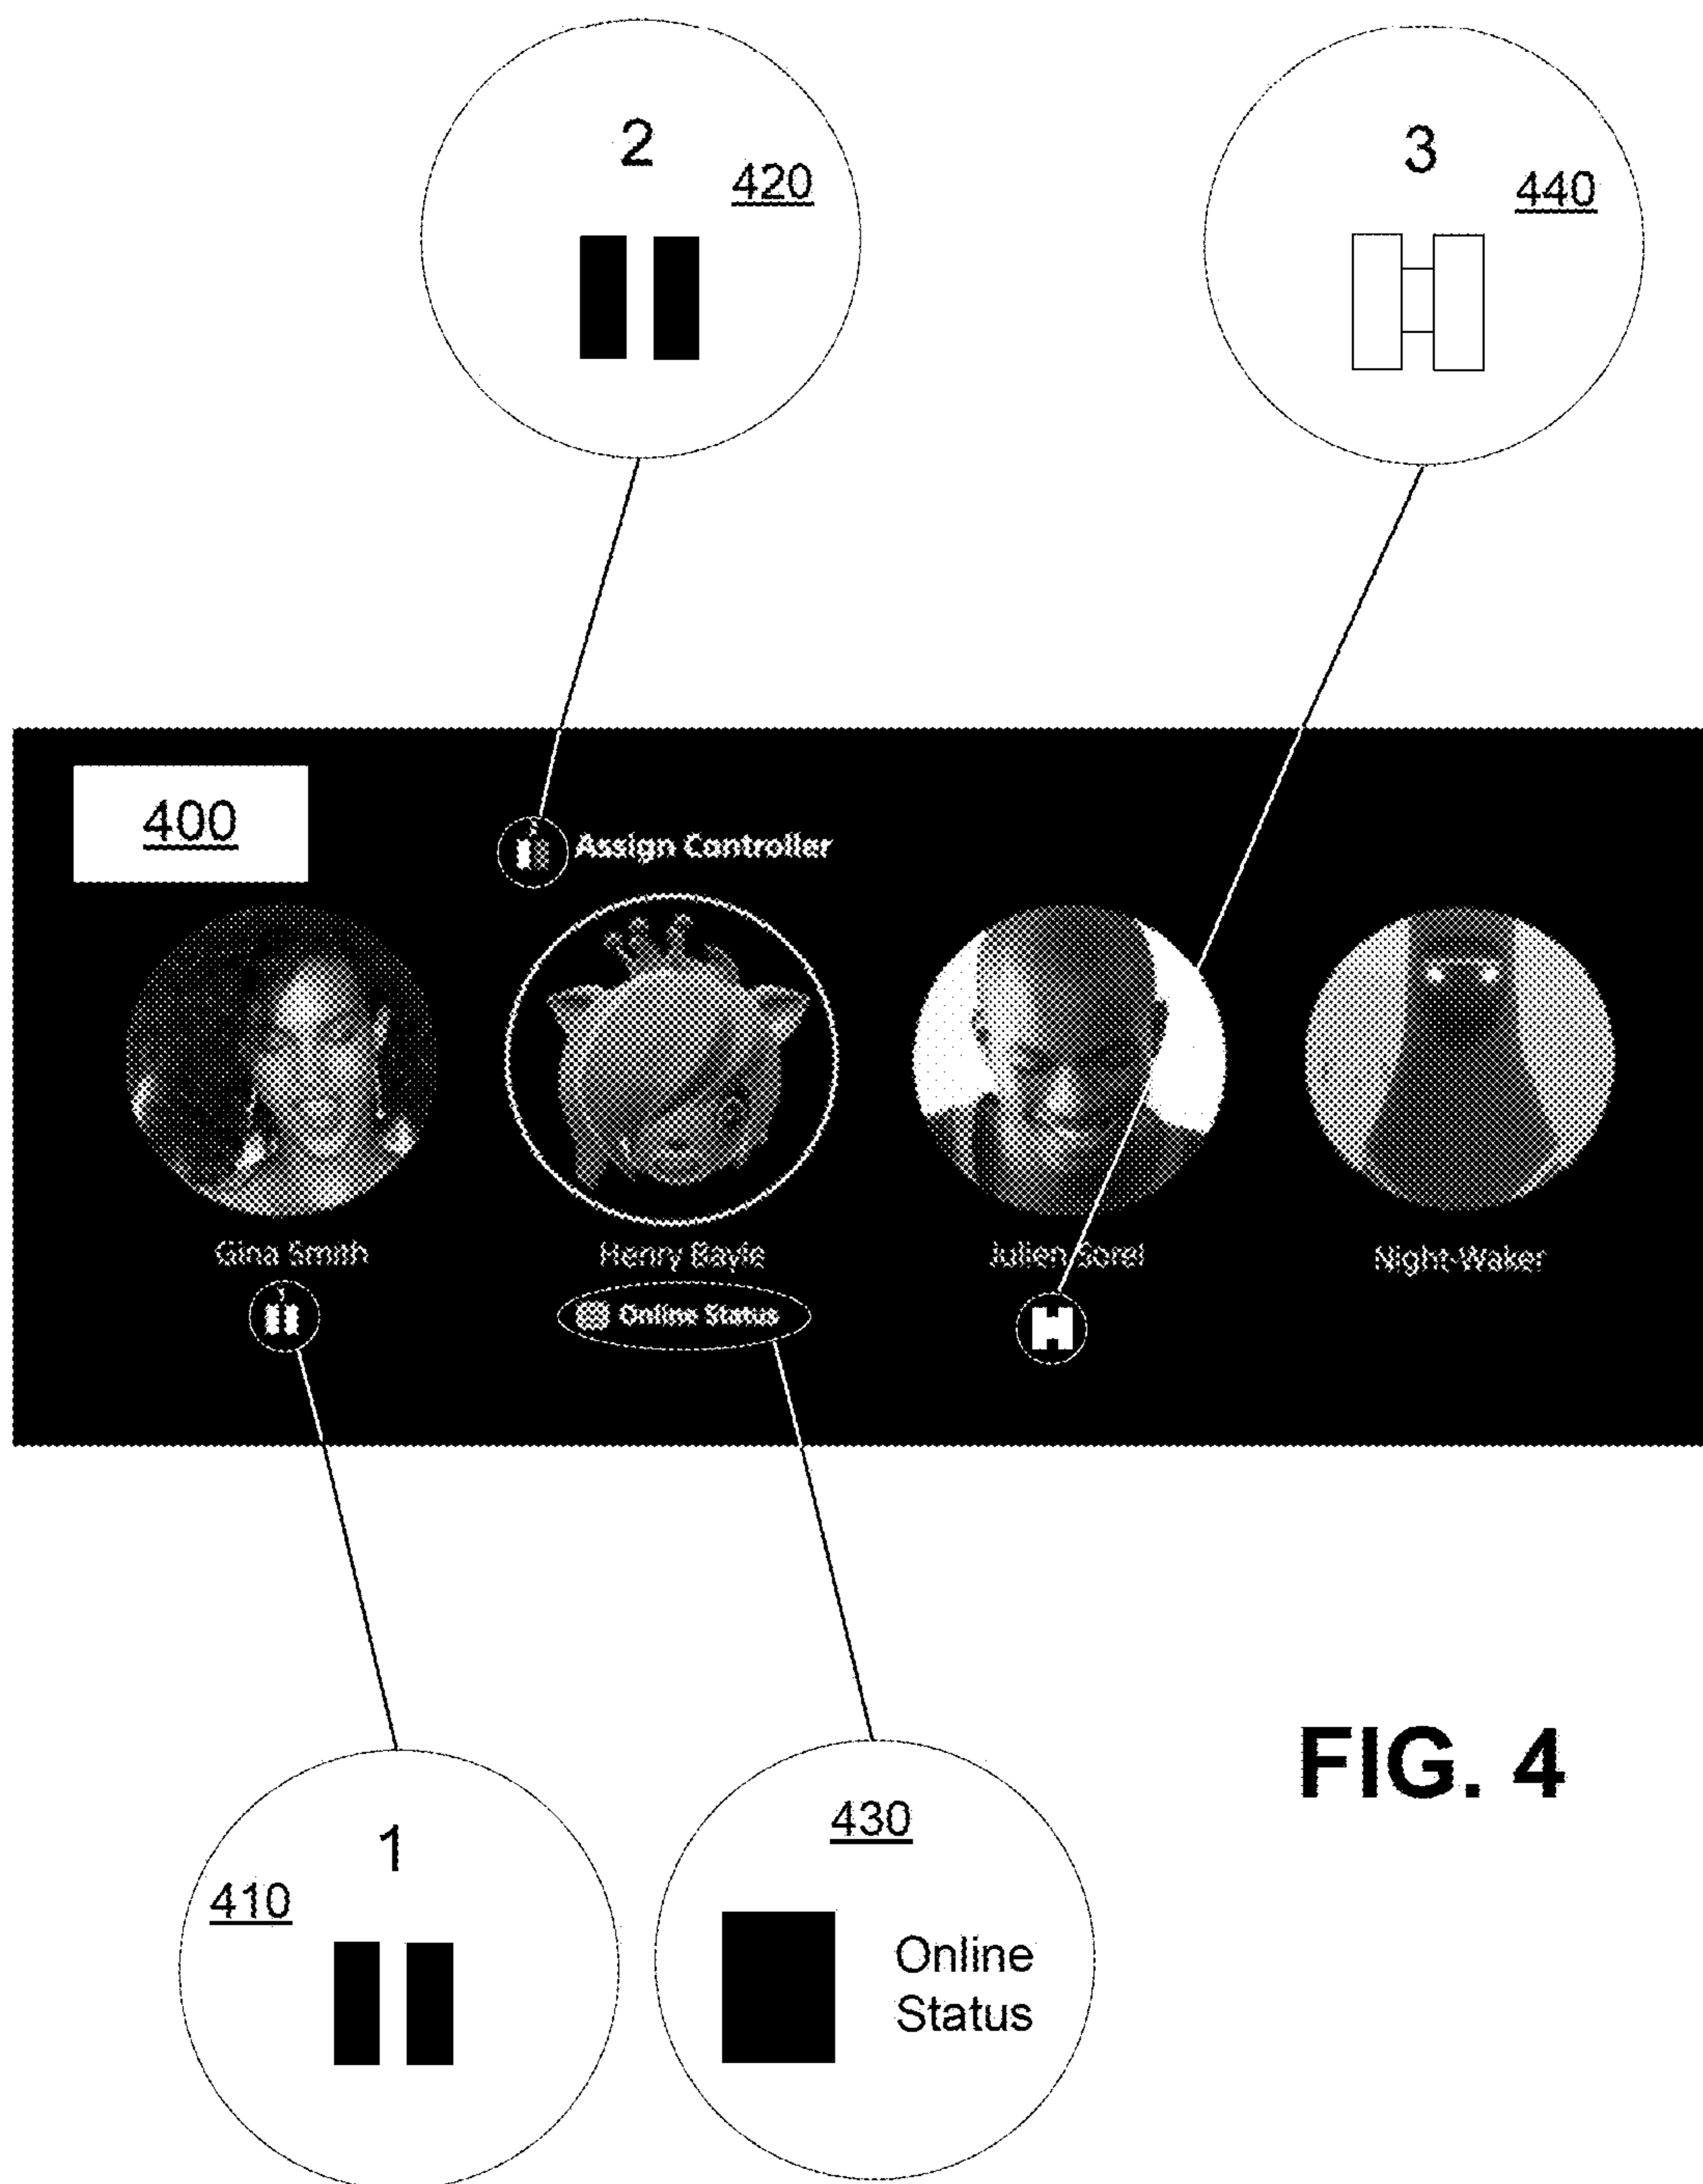 2
420
3
440
400
Assign Controller
Gina Smith
Henry Bayle
Julien Sorel
Night-Waker
Online Status
1
410
430
Online
Status
FIG. 4